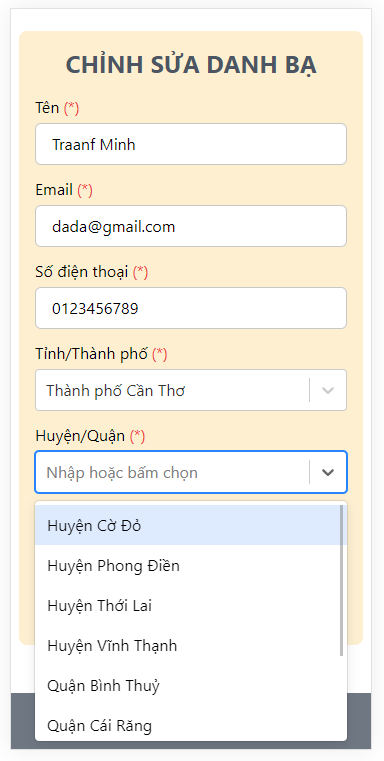 CHỈNH SỬA DANH BẠ
Tên (*)
Traanf Minh
Email (*)
dada@gmail.com
Số điện thoại (*)
0123456789
Tỉnh/Thành phố (*)
Thành phố Cần Thơ
Huyện/Quận (*)
Nhập hoặc bấm chọn
Huyện Cờ Đỏ
Huyện Phong Điền
Huyện Thới Lai
Huyện Vĩnh Thạnh
Quận Bình Thuỷ
Quận Cái Răng